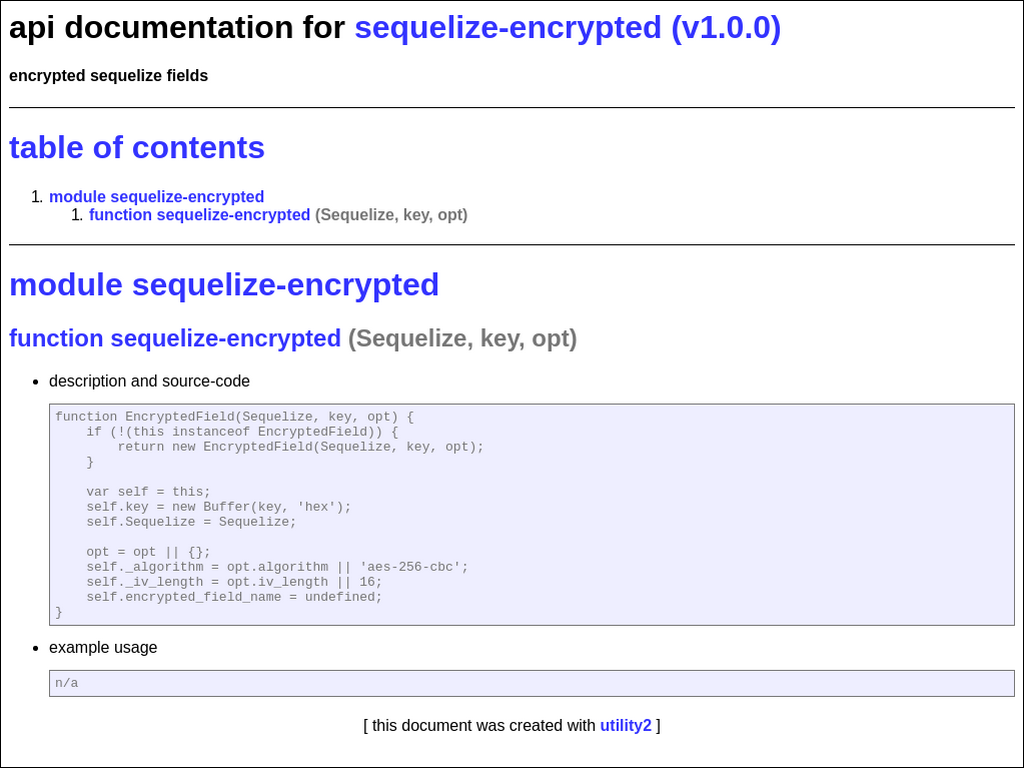 api documentation for sequelize-encrypted (v1.0.0)
encrypted sequelize fields
table of contents
1. module sequelize-encrypted
1. function sequelize-encrypted (Sequelize, key, opt)
module sequelize-encrypted
function sequelize-encrypted (Sequelize, key, opt)
• description and source-code
function EncryptedField(Sequelize, key, opt) {
    if (!(this instanceof EncryptedField)) {
        return new EncryptedField(Sequelize, key, opt);
    }
    var self = this;
    self.key = new Buffer(key, 'hex');
    self.Sequelize = Sequelize;
    opt = opt || {};
    self._algorithm = opt.algorithm || 'aes-256-cbc';
    self._iv_length = opt.iv_length || 16;
    self.encrypted_field_name = undefined;
}
• example usage
n/a
[ this document was created with utility2 ]